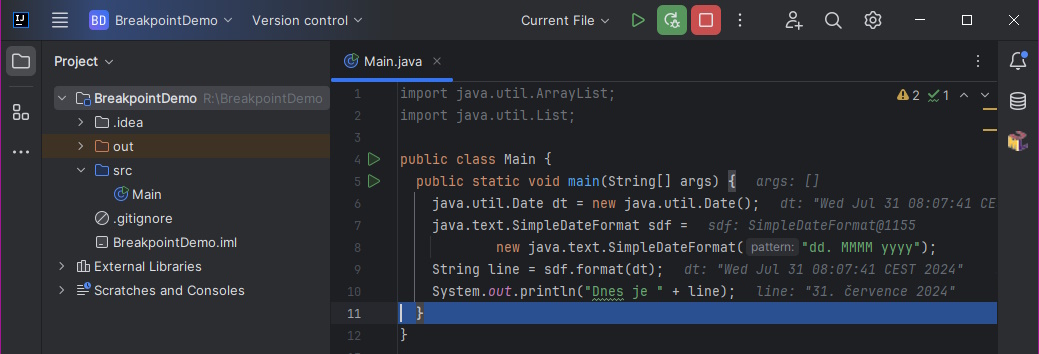 BD BreakpointDemo Version control Current File
Project
Main.java
BreakpointDemo R:\BreakpointDemo
.idea
out
src
Main
.gitignore
BreakpointDemo.iml
External Libraries
Scratches and Consoles
2 1
1 import java.util.ArrayList;
2 import java.util.List;
3
4 public class Main {
5 public static void main(String[] args) { args: []
6 java.util.Date dt = new java.util.Date(); dt: "Wed Jul 31 08:07:41 CE
7 java.text.SimpleDateFormat sdf = sdf: SimpleDateFormat@1155
8 new java.text.SimpleDateFormat( pattern: "dd. MMMM yyyy");
9 String line = sdf.format(dt); dt: "Wed Jul 31 08:07:41 CEST 2024"
10 System.out.println("Dnes je " + line); line: "31. července 2024"
11 }
12 }